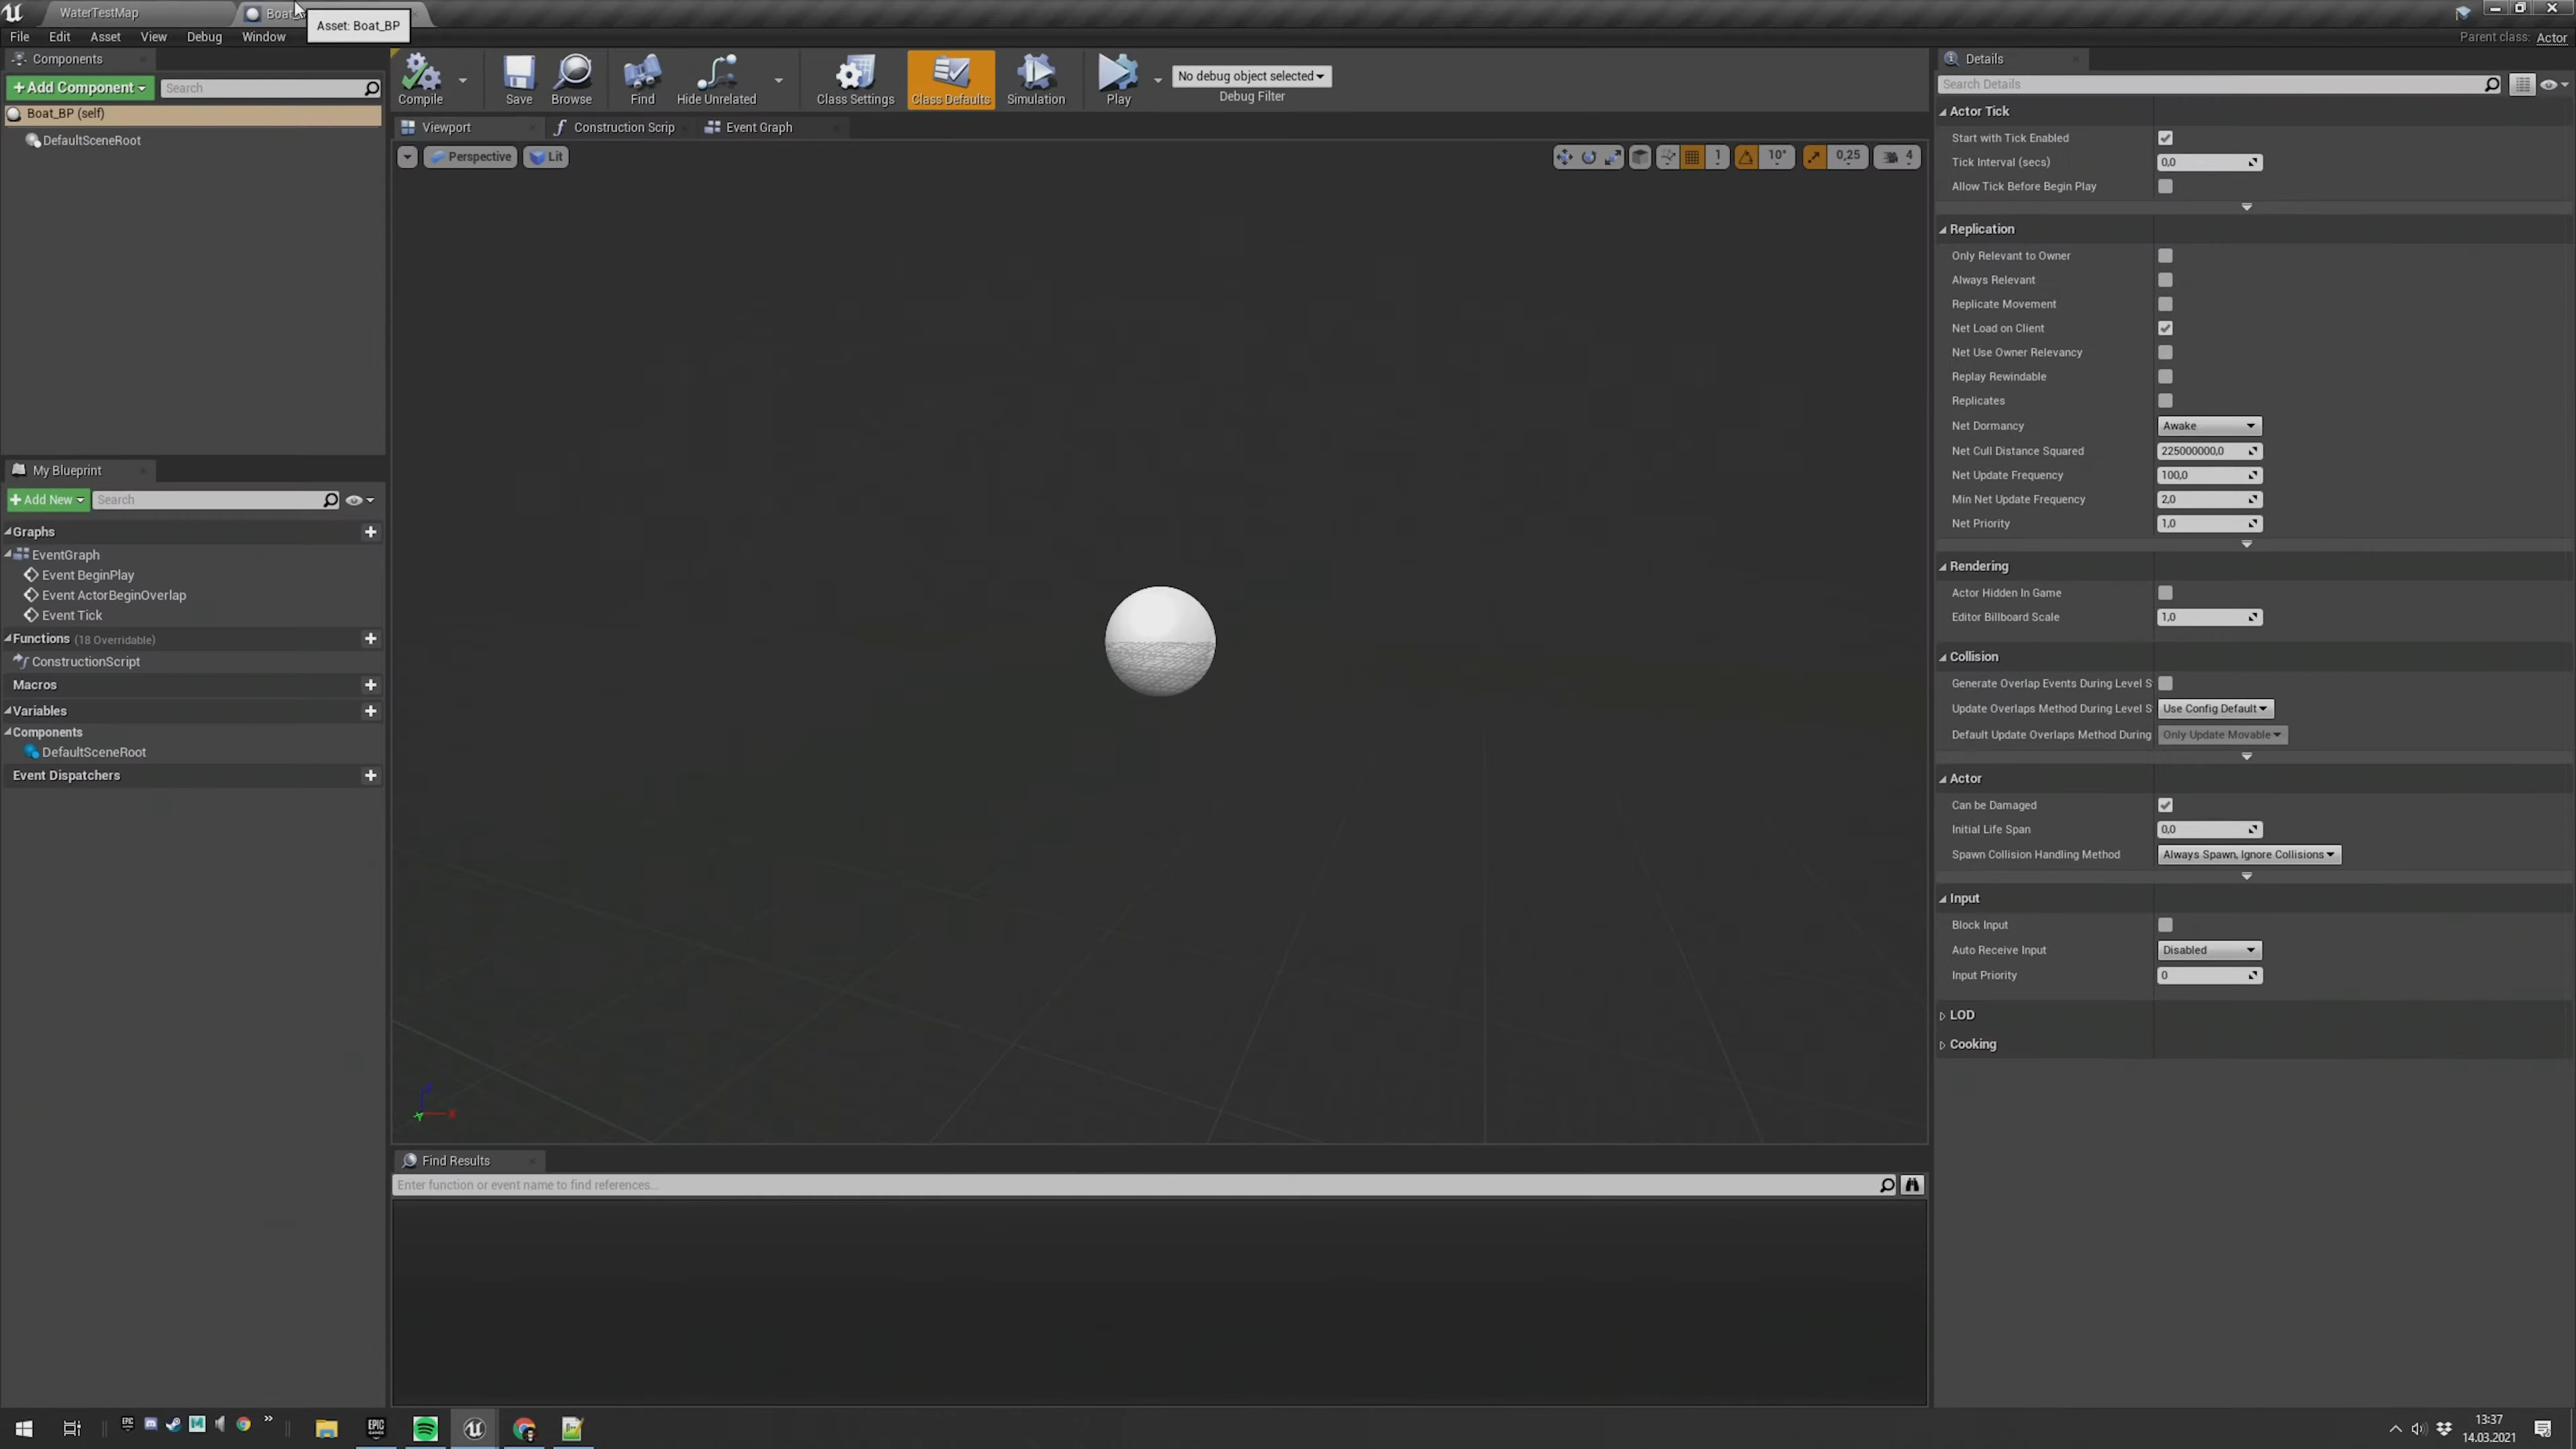 WaterTestMap
Boat_
Asset: Boat_BP
File Edit Asset View Debug Window
Parent class: Actor
Components
+Add Component
Search
Boat_BP (self)
DefaultSceneRoot
Compile
Save
Browse
Find
Hide Unrelated
Class Settings
Class Defaults
Simulation
Play
No debug object selected
Debug Filter
Viewport
Construction Scrip
Event Graph
Perspective
Lit
1
10°
0,25
4
X
Y
My Blueprint
+Add New
Search
Graphs
EventGraph
Event BeginPlay
Event ActorBeginOverlap
Event Tick
Functions (18 Overridable)
ConstructionScript
Macros
Variables
Components
DefaultSceneRoot
Event Dispatchers
Find Results
Enter function or event name to find references...
Details
Search Details
Actor Tick
Start with Tick Enabled
Tick Interval (secs) 0,0
Allow Tick Before Begin Play
Replication
Only Relevant to Owner
Always Relevant
Replicate Movement
Net Load on Client
Net Use Owner Relevancy
Replay Rewindable
Replicates
Net Dormancy Awake
Net Cull Distance Squared 225000000,0
Net Update Frequency 100,0
Min Net Update Frequency 2,0
Net Priority 1,0
Rendering
Actor Hidden In Game
Editor Billboard Scale 1,0
Collision
Generate Overlap Events During Level S
Update Overlaps Method During Level S Use Config Default
Default Update Overlaps Method During Only Update Movable
Actor
Can be Damaged
Initial Life Span 0,0
Spawn Collision Handling Method Always Spawn, Ignore Collisions
Input
Block Input
Auto Receive Input Disabled
Input Priority 0
LOD
Cooking
EPIC
M
»
EPIC GAMES
13:37
14.03.2021